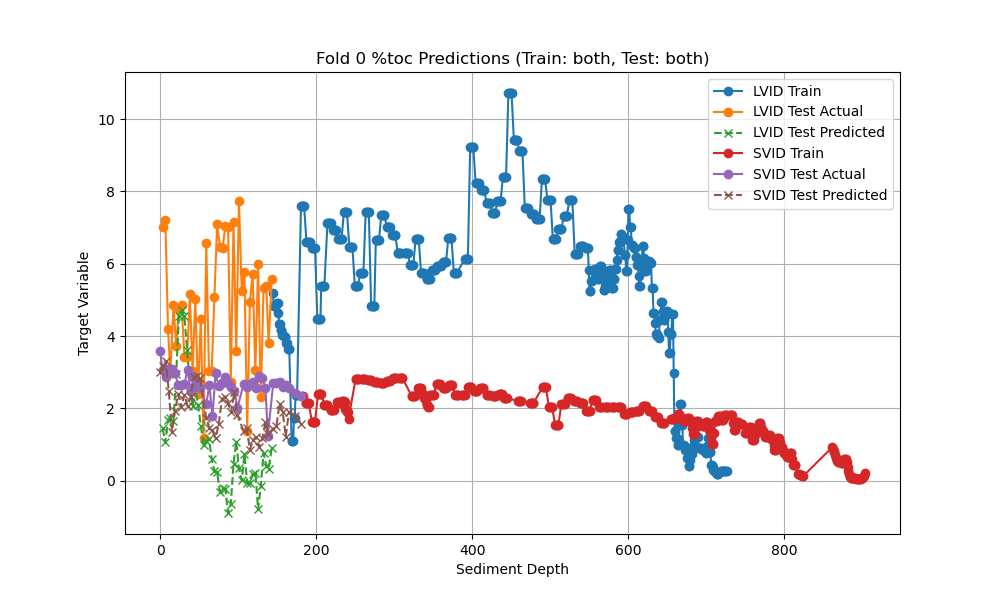 Fold 0 %toc Predictions (Train: both, Test: both)
LVID Train
LVID Test Actual
LVID Test Predicted
SVID Train
SVID Test Actual
SVID Test Predicted
Target Variable
10
8
6
4
2
0
0 200 400 600 800
Sediment Depth